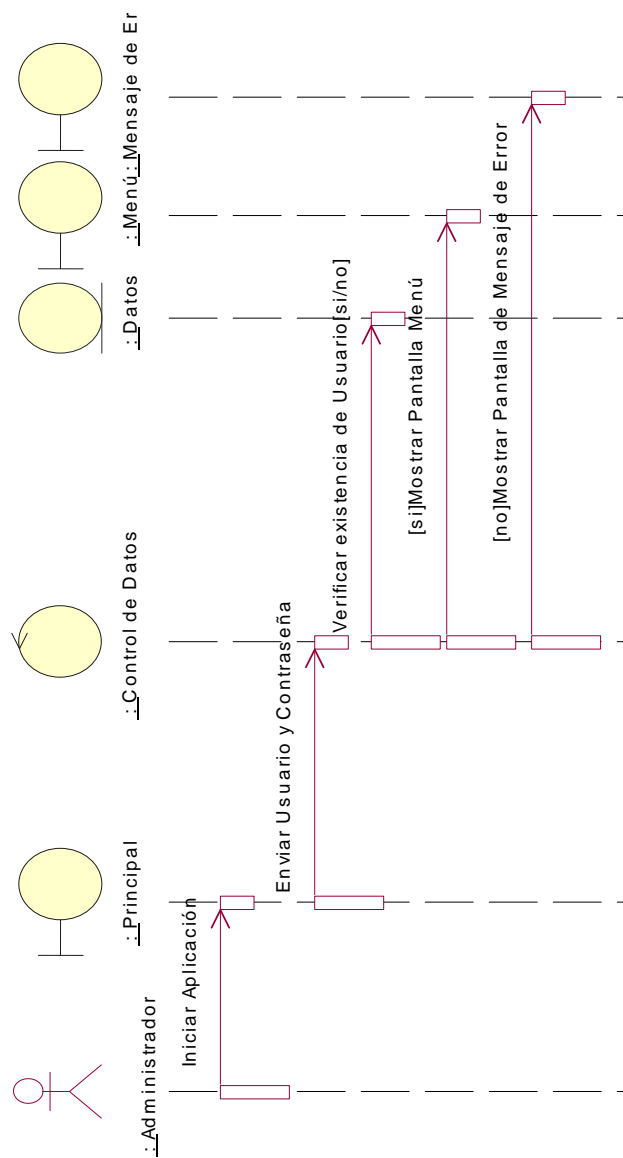 : Administrador
: Principal
: Control de Datos
: Datos
: Menú
: Mensaje de Er
Iniciar Aplicación
Enviar Usuario y Contraseña
Verificar existencia de Usuario[si/no]
[si]Mostrar Pantalla Menú
[no]Mostrar Pantalla de Mensaje de Error